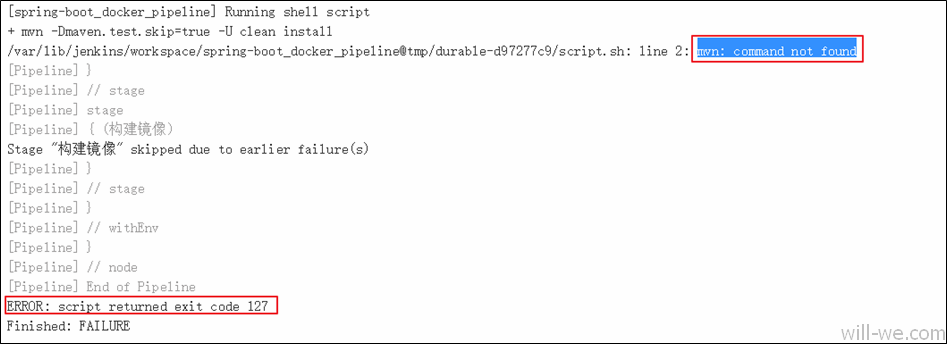 [spring-boot_docker_pipeline] Running shell script
+ mvn -Dmaven.test.skip=true -U clean install
/var/lib/jenkins/workspace/spring-boot_docker_pipeline@tmp/durable-d97277c9/script.sh: line 2: mvn: command not found
[Pipeline] }
[Pipeline] // stage
[Pipeline] stage
[Pipeline] { (构建镜像)
Stage "构建镜像" skipped due to earlier failure(s)
[Pipeline] }
[Pipeline] // stage
[Pipeline] }
[Pipeline] // withEnv
[Pipeline] }
[Pipeline] // node
[Pipeline] End of Pipeline
ERROR: script returned exit code 127
Finished: FAILURE
will-we.com